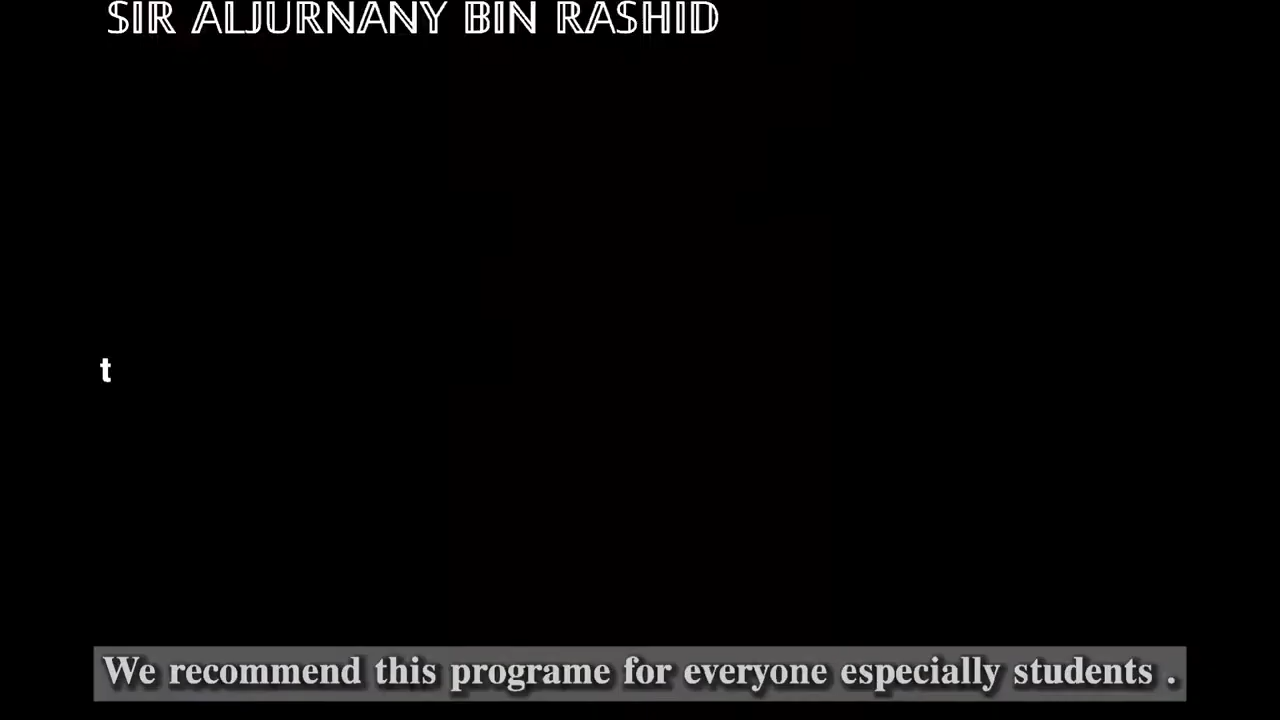 SIR ALJURNANY BIN RASHID
t
We recommend this programe for everyone especially students .